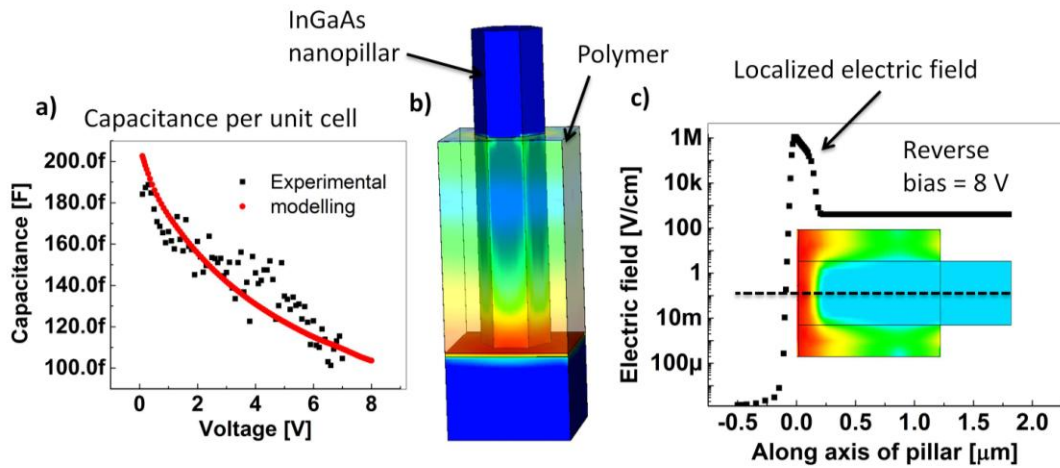 InGaAs
nanopillar
Polymer
Localized electric field
a)
Capacitance per unit cell
b)
c)
200.0f
180.0f
160.0f
140.0f
120.0f
100.0f
Capacitance [F]
Experimental
modelling
0 2 4 6 8
Voltage [V]
1M
10k
100
1
10m
100µ
Electric field [V/cm]
Reverse
bias = 8 V
-0.5 0.0 0.5 1.0 1.5 2.0
Along axis of pillar [µm]